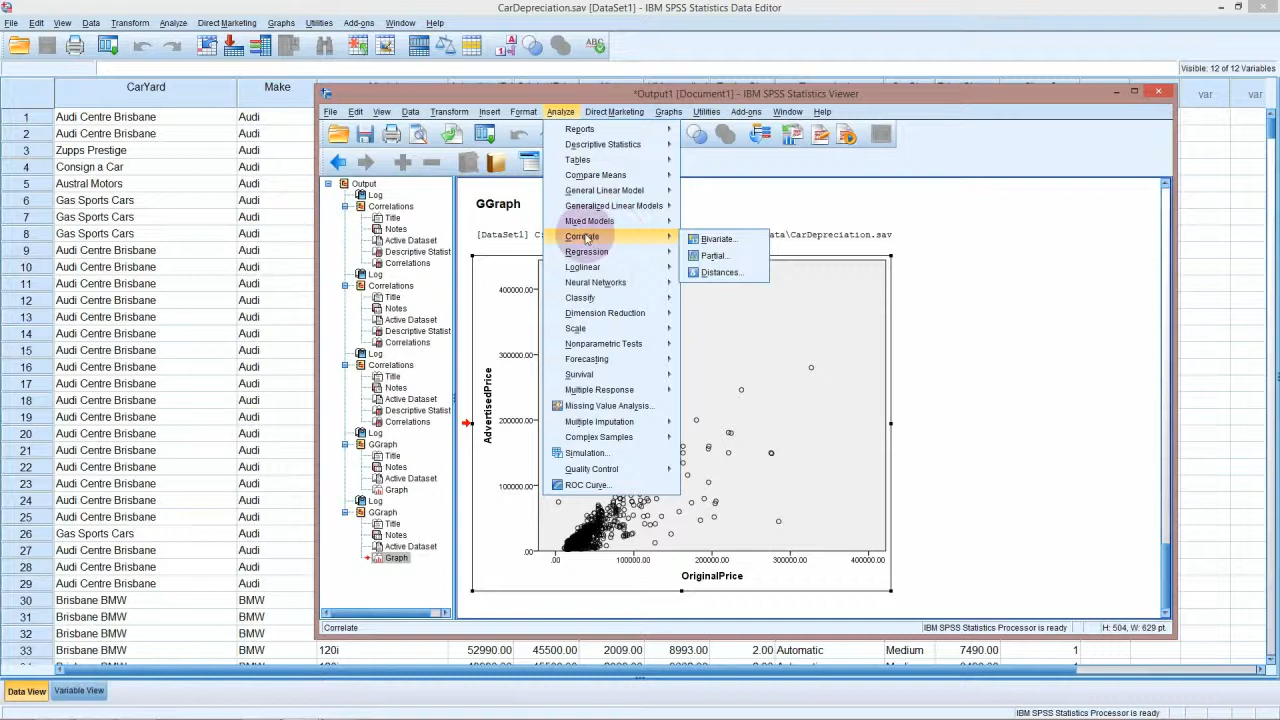 CarDepreciation.sav [DataSet1] - IBM SPSS Statistics Data Editor
File Edit View Data Transform Analyze Direct Marketing Graphs Utilities Add-ons Window Help
Visible: 12 of 12 Variables
CarYard Make var var
1 Audi Centre Brisbane Audi
2 Audi Centre Brisbane Audi
3 Zupps Prestige Audi
4 Consign a Car Audi
5 Austral Motors Audi
6 Gas Sports Cars Audi
7 Gas Sports Cars Audi
8 Gas Sports Cars Audi
9 Audi Centre Brisbane Audi
10 Audi Centre Brisbane Audi
11 Audi Centre Brisbane Audi
12 Audi Centre Brisbane Audi
13 Audi Centre Brisbane Audi
14 Audi Centre Brisbane Audi
15 Audi Centre Brisbane Audi
16 Audi Centre Brisbane Audi
17 Audi Centre Brisbane Audi
18 Audi Centre Brisbane Audi
19 Audi Centre Brisbane Audi
20 Audi Centre Brisbane Audi
21 Audi Centre Brisbane Audi
22 Audi Centre Brisbane Audi
23 Audi Centre Brisbane Audi
24 Audi Centre Brisbane Audi
25 Audi Centre Brisbane Audi
26 Gas Sports Cars Audi
27 Audi Centre Brisbane Audi
28 Audi Centre Brisbane Audi
29 Audi Centre Brisbane Audi
30 Brisbane BMW BMW
31 Brisbane BMW BMW
32 Brisbane BMW BMW
33 Brisbane BMW BMW 120i 52990.00 45500.00 2009.00 8993.00 2.00 Automatic Medium 7490.00 1
Data View Variable View
IBM SPSS Statistics Processor is ready
*Output1 [Document1] - IBM SPSS Statistics Viewer
File Edit View Data Transform Insert Format Analyze Direct Marketing Graphs Utilities Add-ons Window Help
Output
Log
Correlations
Title
Notes
Active Dataset
Descriptive Statist
Correlations
Log
Correlations
Title
Notes
Active Dataset
Descriptive Statist
Correlations
Log
Correlations
Title
Notes
Active Dataset
Descriptive Statist
Correlations
Log
GGraph
Title
Notes
Active Dataset
Graph
Log
GGraph
Title
Notes
Active Dataset
Graph
Reports
Descriptive Statistics
Tables
Compare Means
General Linear Model
Generalized Linear Models
Mixed Models
Correlate
Regression
Loglinear
Neural Networks
Classify
Dimension Reduction
Scale
Nonparametric Tests
Forecasting
Survival
Multiple Response
Missing Value Analysis...
Multiple Imputation
Complex Samples
Simulation...
Quality Control
ROC Curve...
Bivariate...
Partial...
Distances...
GGraph
[DataSet1] C: ata\CarDepreciation.sav
400000.00
300000.00
200000.00
100000.00
.00
AdvertisedPrice
.00 100000.00 200000.00 300000.00 400000.00
OriginalPrice
Correlate
IBM SPSS Statistics Processor is ready
H: 504, W: 629 pt.